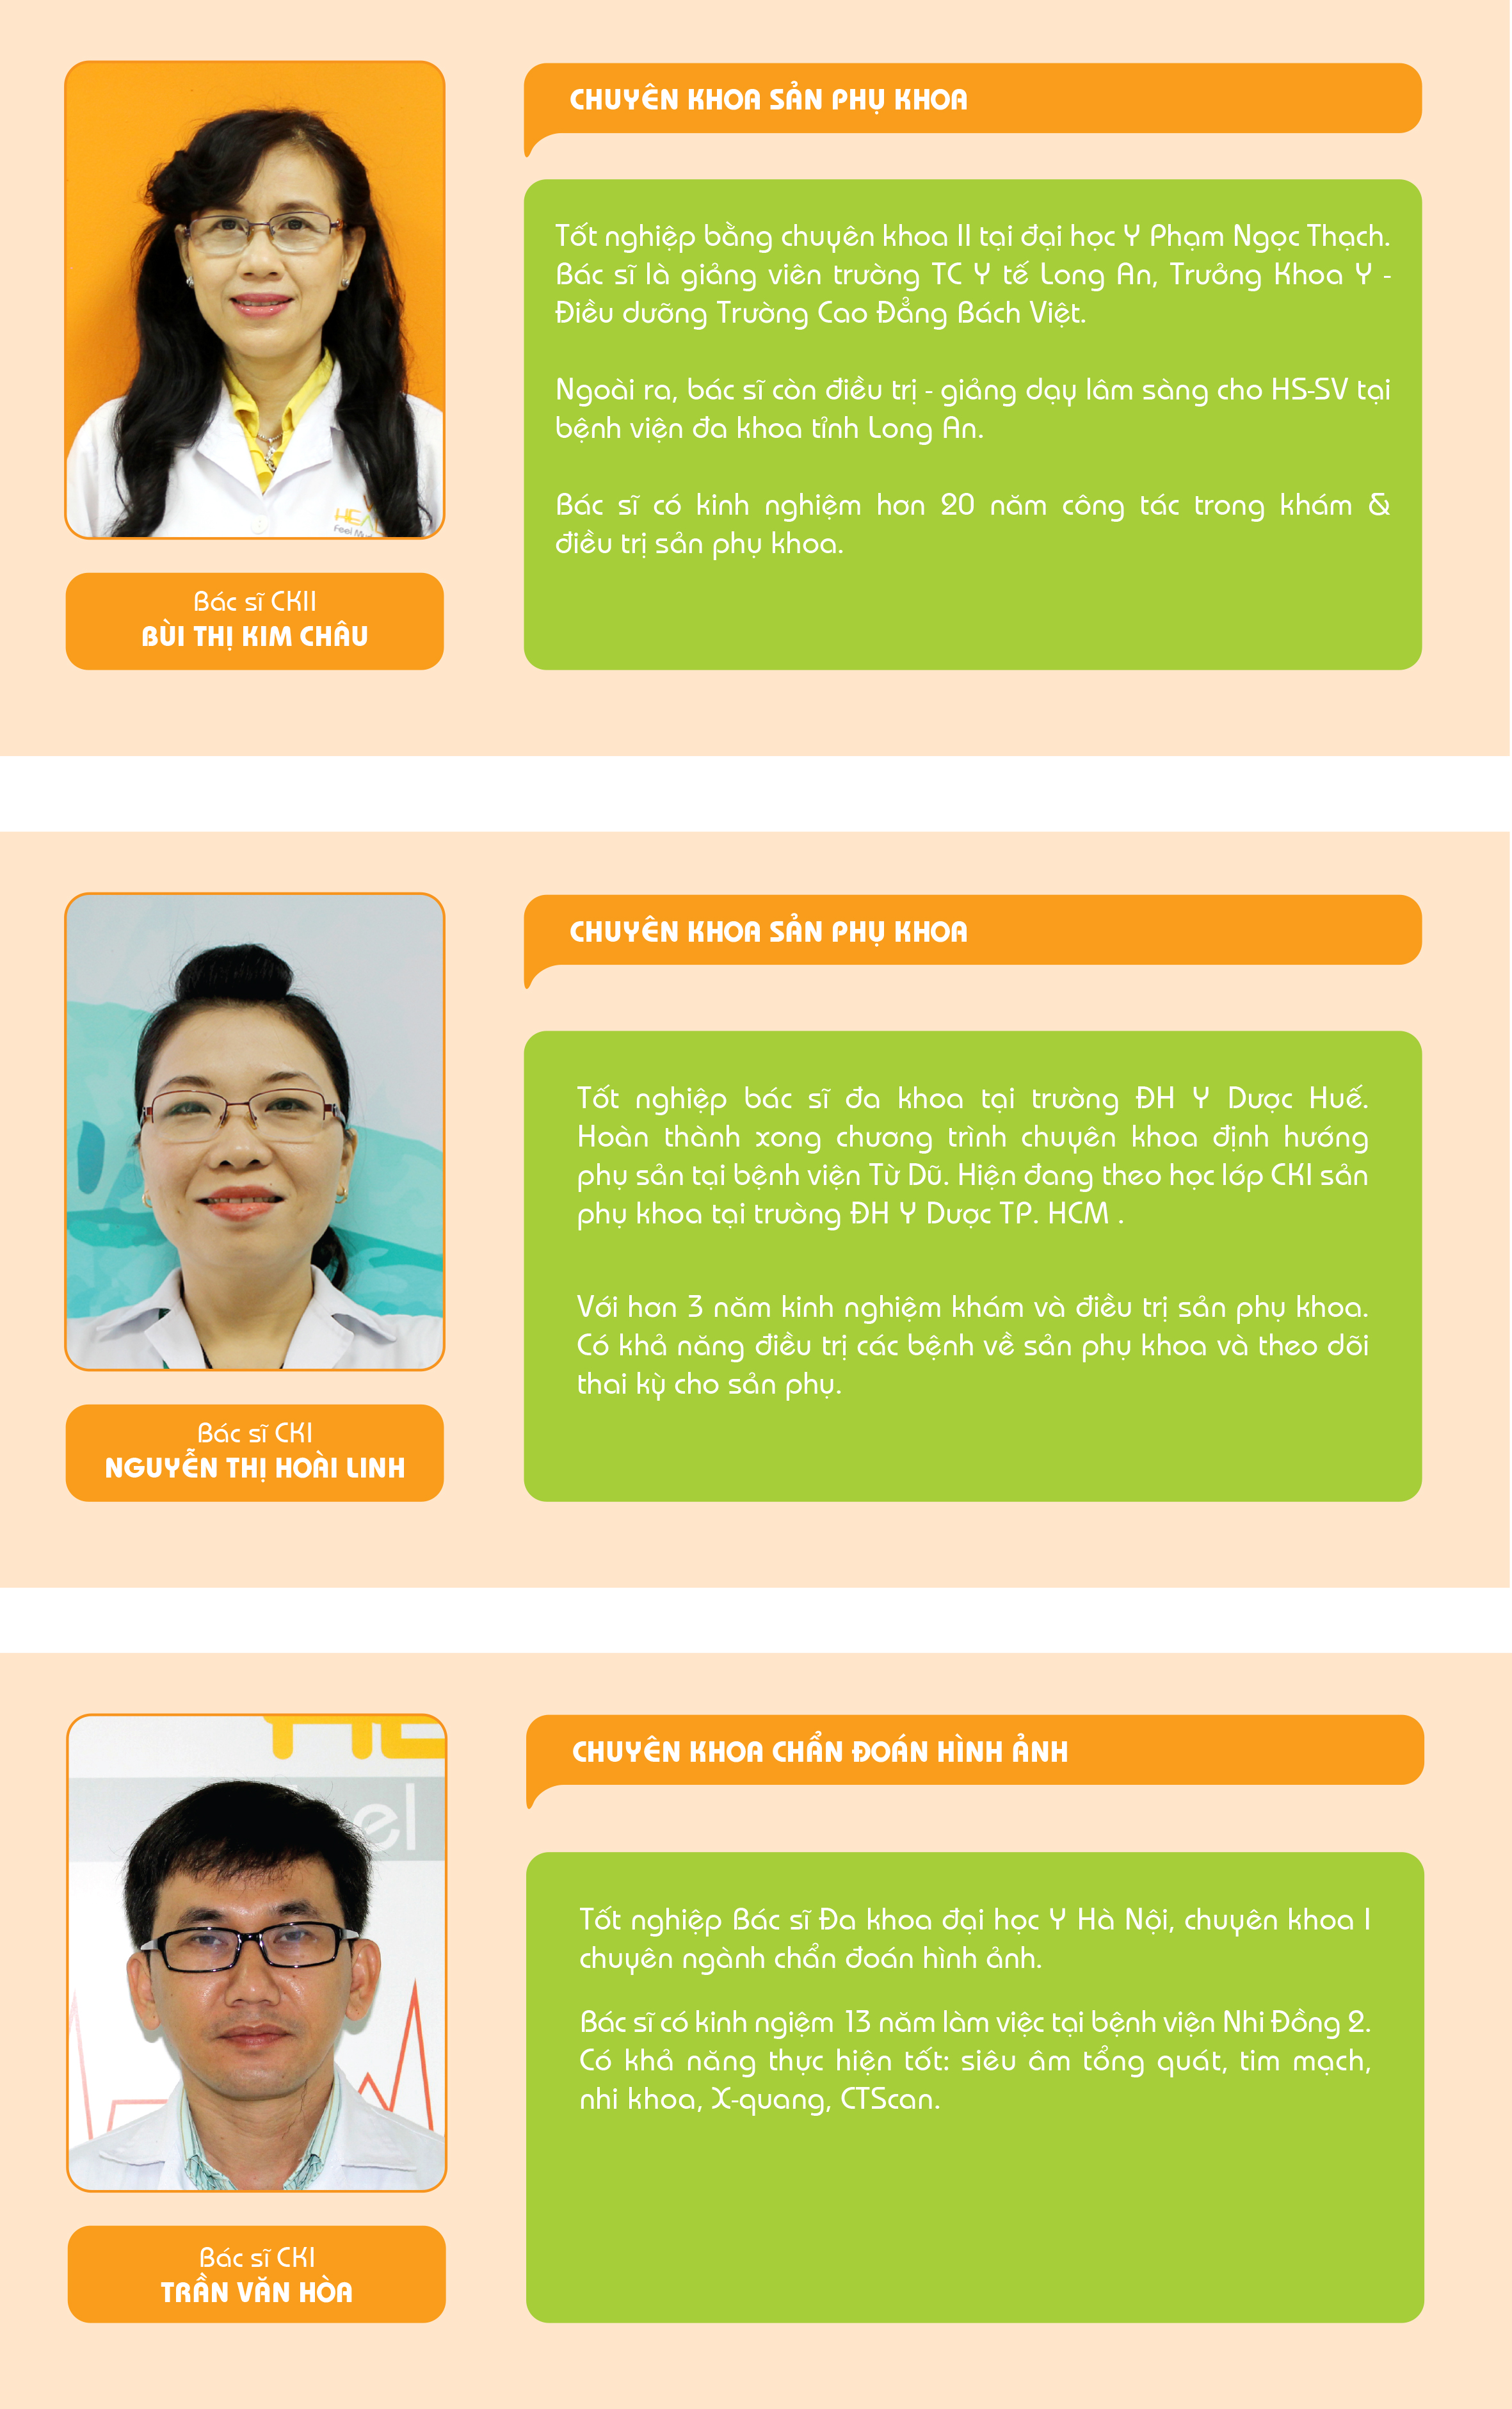 CHUYÊN KHOA SẢN PHỤ KHOA
Tốt nghiệp bằng chuyên khoa II tại đại học Y Phạm Ngọc Thạch.
Bác sĩ là giảng viên trường TC Y tế Long An, Trưởng Khoa Y -
Điều dưỡng Trường Cao Đẳng Bách Việt.
Ngoài ra, bác sĩ còn điều trị - giảng dạy lâm sàng cho HS-SV tại
bệnh viện đa khoa tỉnh Long An.
Bác sĩ có kinh nghiệm hơn 20 năm công tác trong khám &
điều trị sản phụ khoa.
Bác sĩ CKII
BÙI THỊ KIM CHÂU
CHUYÊN KHOA SẢN PHỤ KHOA
Tốt nghiệp bác sĩ đa khoa tại trường ĐH Y Dược Huế.
Hoàn thành xong chương trình chuyên khoa định hướng
phụ sản tại bệnh viện Từ Dũ. Hiện đang theo học lớp CKI sản
phụ khoa tại trường ĐH Y Dược TP. HCM .
Với hơn 3 năm kinh nghiệm khám và điều trị sản phụ khoa.
Có khả năng điều trị các bệnh về sản phụ khoa và theo dõi
thai kỳ cho sản phụ.
Bác sĩ CKI
NGUYỄN THỊ HOÀI LINH
CHUYÊN KHOA CHẨN ĐOÁN HÌNH ẢNH
Tốt nghiệp Bác sĩ Đa khoa đại học Y Hà Nội, chuyên khoa I
chuyên ngành chẩn đoán hình ảnh.
Bác sĩ có kinh ngiệm 13 năm làm việc tại bệnh viện Nhi Đồng 2.
Có khả năng thực hiện tốt: siêu âm tổng quát, tim mạch,
nhi khoa, X-quang, CTScan.
Bác sĩ CKI
TRẦN VĂN HÒA